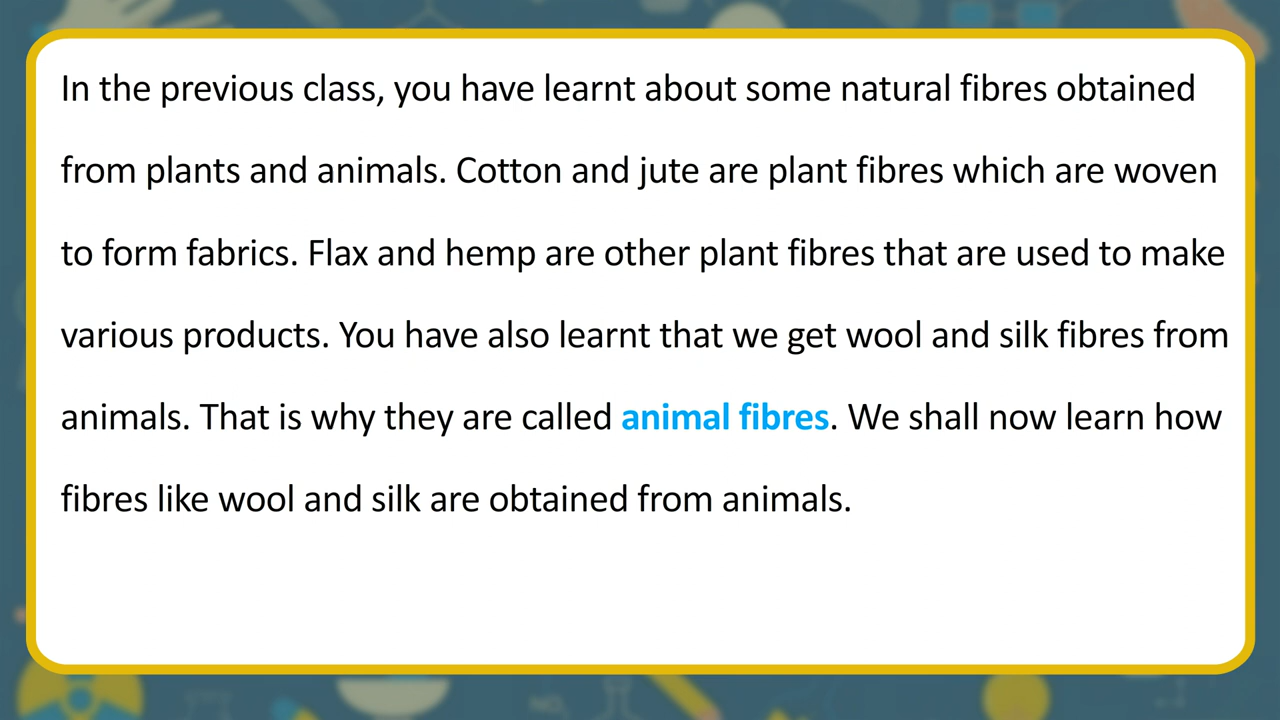 In the previous class, you have learnt about some natural fibres obtained
from plants and animals. Cotton and jute are plant fibres which are woven
to form fabrics. Flax and hemp are other plant fibres that are used to make
various products. You have also learnt that we get wool and silk fibres from
animals. That is why they are called animal fibres. We shall now learn how
fibres like wool and silk are obtained from animals.